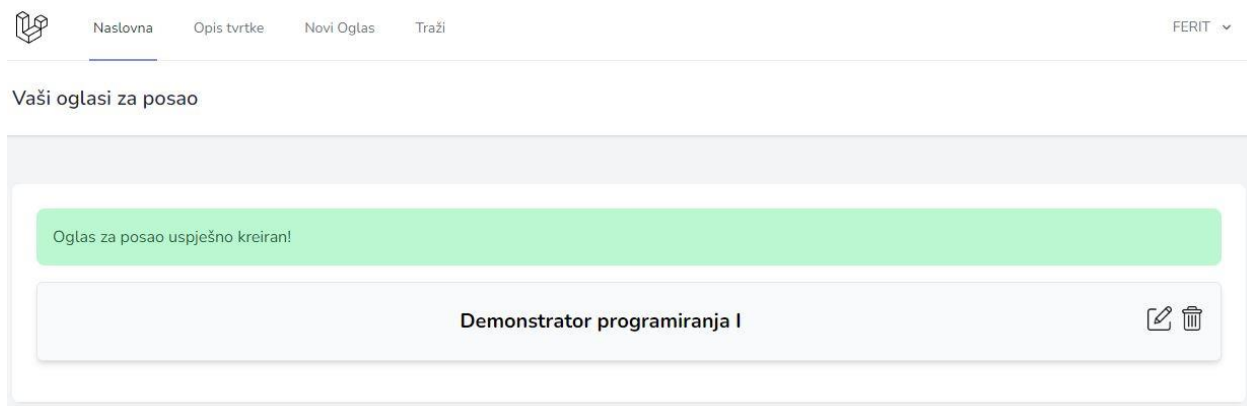 Naslovna Opis tvrtke Novi Oglas Traži FERIT
Vaši oglasi za posao
Oglas za posao uspješno kreiran!
Demonstrator programiranja I